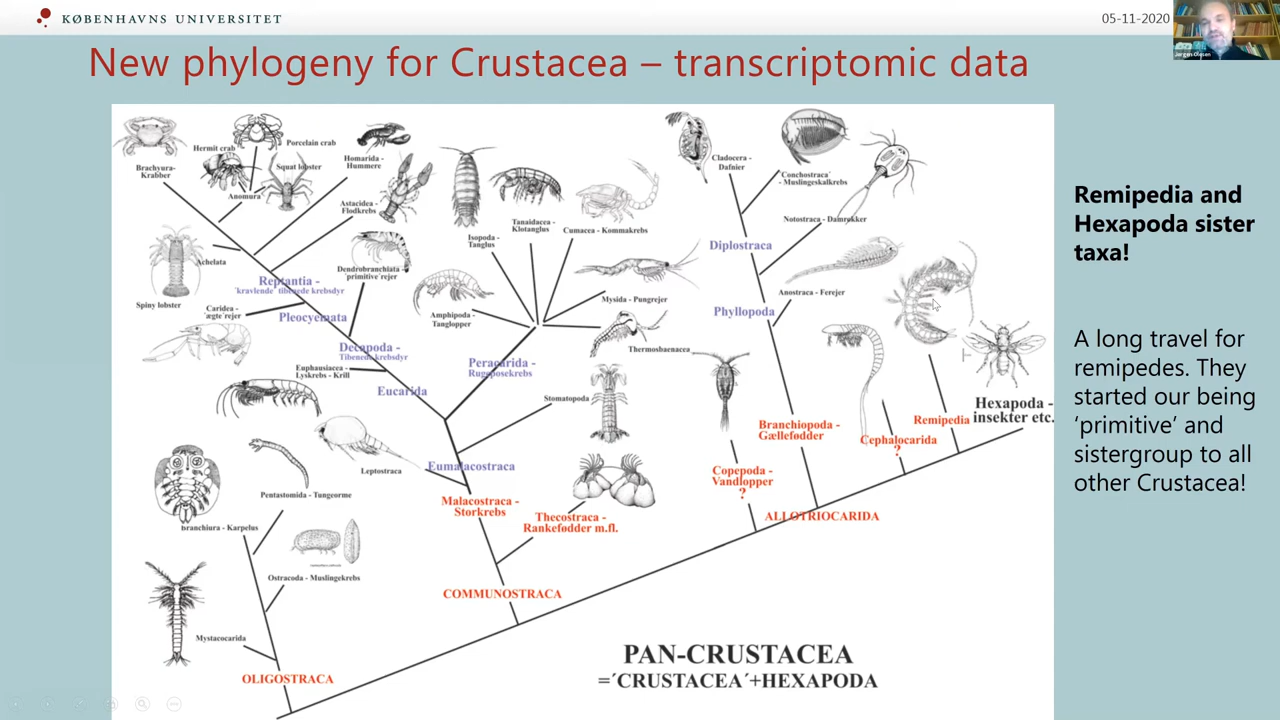 KØBENHAVNS UNIVERSITET
05-11-2020
Jørgen Olesen
New phylogeny for Crustacea – transcriptomic data
Hermit crab
Porcelain crab
Brachyura-
Krabber
Squat lobster
Anomura
Homarida -
Hummere
Astacidea -
Flodkrebs
Achelata
Spiny lobster
Reptantia -
´kravlende´ tibenede krebsdyr
Dendrobranchiata -
´primitive´rejer
Caridea -
´ægte´rejer
Pleocyemata
Decapoda -
Tibenede krebsdyr
Euphausiacea -
Lyskrebs - Krill
Eucarida
Isopoda -
Tanglus
Tanaidacea -
Klotanglus
Cumacea - Kommakrebs
Amphipoda -
Tanglopper
Mysida - Pungrejer
Thermosbaenacea
Peracarida -
Rugeposekrebs
Stomatopoda
Leptostraca
Eumalacostraca
Malacostraca -
Storkrebs
Thecostraca -
Rankefødder m.fl.
COMMUNOSTRACA
Pentastomida - Tungeorme
Branchiura - Karpelus
Ostracoda - Muslingekrebs
Mystacocarida
OLIGOSTRACA
Cladocera -
Dafnier
´Conchostraca´
- Muslingeskalkrebs
Notostraca - Damrokker
Diplostraca
Anostraca - Ferejer
Phyllopoda
Branchiopoda -
Gællefødder
Copepoda -
Vandlopper
?
Cephalocarida
?
Remipedia
Hexapoda -
insekter etc.
ALLOTRIOCARIDA
PAN-CRUSTACEA
=´CRUSTACEA´+HEXAPODA
Remipedia and
Hexapoda sister
taxa!
A long travel for
remipedes. They
started our being
‘primitive’ and
sistergroup to all
other Crustacea!